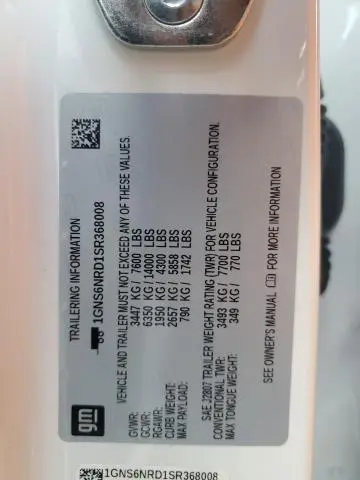 TRAILERING INFORMATION
1GNS6NRD1SR368008
VEHICLE AND TRAILER MUST NOT EXCEED ANY OF THESE VALUES.
GVWR: 3447 KG / 7600 LBS
GCWR: 6350 KG / 14000 LBS
RGAWR: 1950 KG / 4300 LBS
CURB WEIGHT: 2657 KG / 5858 LBS
MAX PAYLOAD: 790 KG / 1742 LBS
SAE J2807 TRAILER WEIGHT RATING (TWR) FOR VEHICLE CONFIGURATION.
CONVENTIONAL TWR: 3493 KG / 7700 LBS
MAX TONGUE WEIGHT: 349 KG / 770 LBS
SEE OWNER'S MANUAL FOR MORE INFORMATION
gm
1GNS6NRD1SR368008